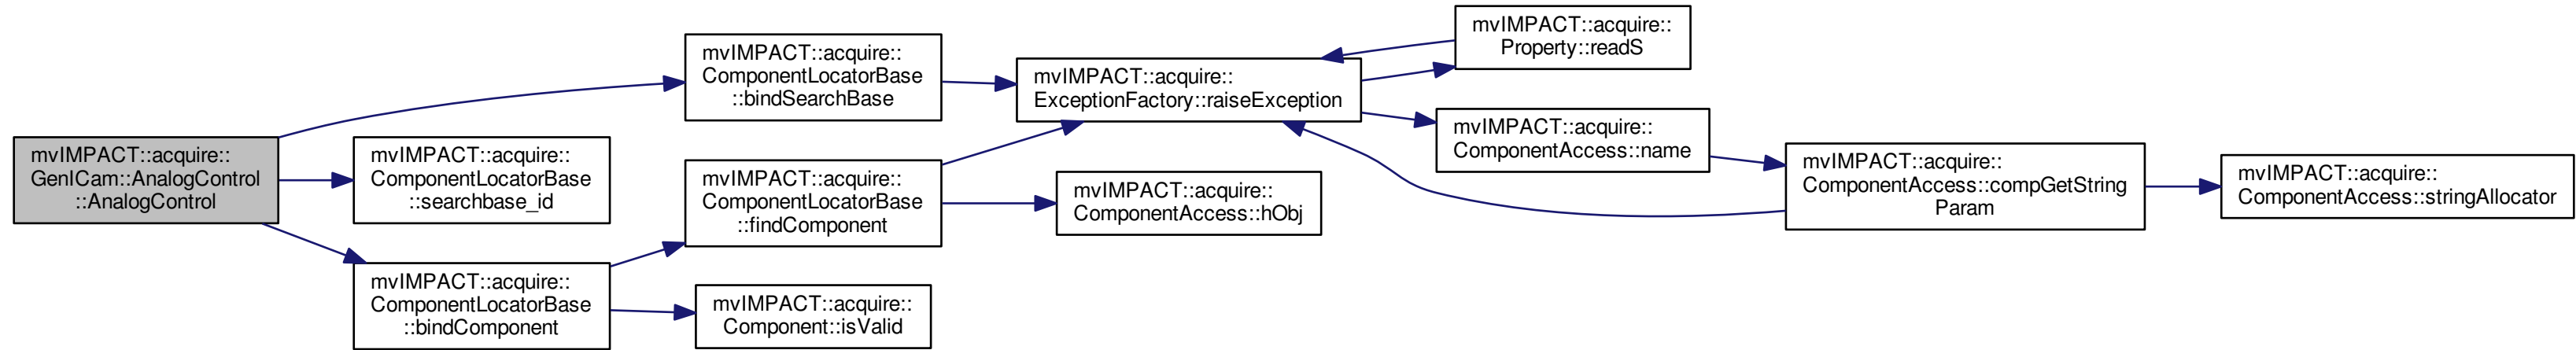 mvIMPACT::acquire::
GenICam::AnalogControl
::AnalogControl
mvIMPACT::acquire::
ComponentLocatorBase
::bindSearchBase
mvIMPACT::acquire::
ComponentLocatorBase
::searchbase_id
mvIMPACT::acquire::
ComponentLocatorBase
::bindComponent
mvIMPACT::acquire::
ComponentLocatorBase
::findComponent
mvIMPACT::acquire::
Component::isValid
mvIMPACT::acquire::
ExceptionFactory::raiseException
mvIMPACT::acquire::
ComponentAccess::hObj
mvIMPACT::acquire::
Property::readS
mvIMPACT::acquire::
ComponentAccess::name
mvIMPACT::acquire::
ComponentAccess::compGetString
Param
mvIMPACT::acquire::
ComponentAccess::stringAllocator